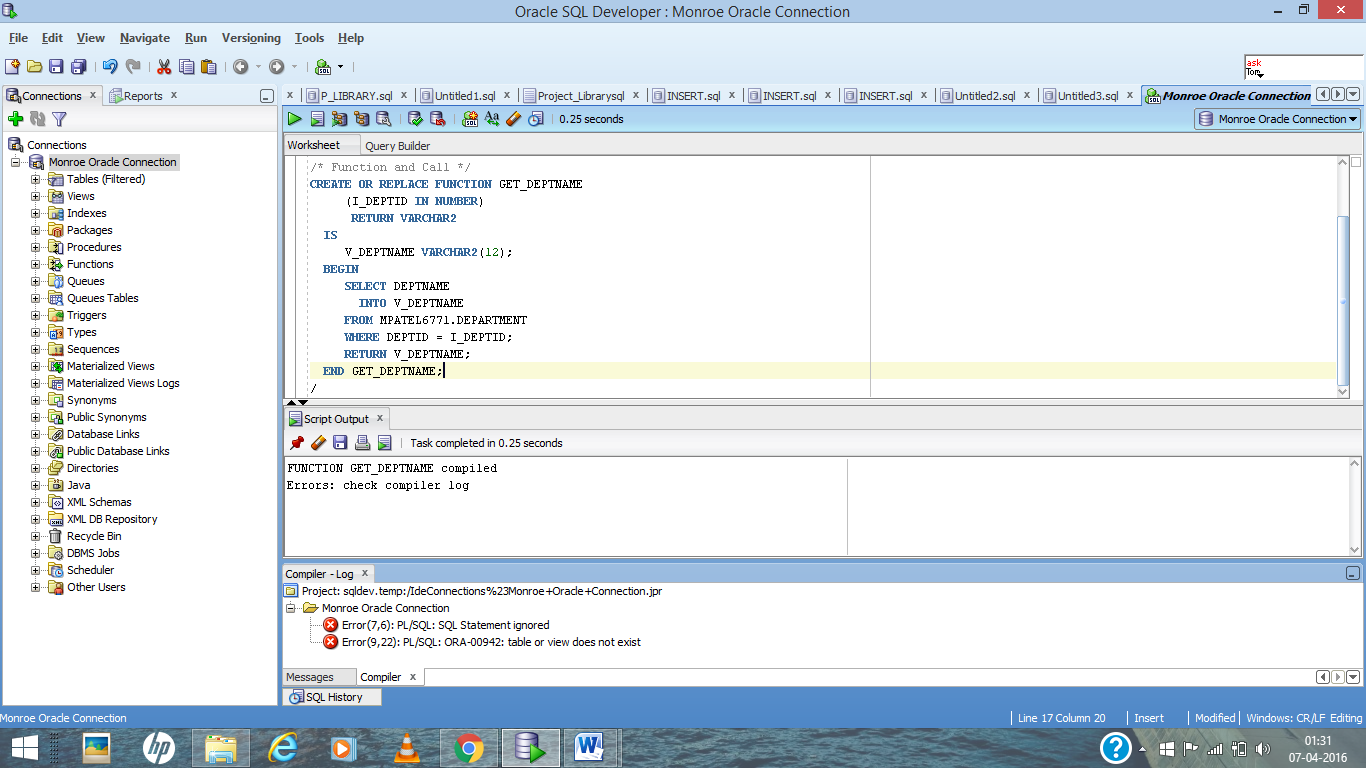 Oracle SQL Developer : Monroe Oracle Connection
File Edit View Navigate Run Versioning Tools Help
ask
Tom
Connections Reports
P_LIBRARY.sql Untitled1.sql Project_Librarysql INSERT.sql INSERT.sql INSERT.sql Untitled2.sql Untitled3.sql Monroe Oracle Connection
0.25 seconds Monroe Oracle Connection
Worksheet Query Builder
Connections
Monroe Oracle Connection
Tables (Filtered)
Views
Indexes
Packages
Procedures
Functions
Queues
Queues Tables
Triggers
Types
Sequences
Materialized Views
Materialized Views Logs
Synonyms
Public Synonyms
Database Links
Public Database Links
Directories
Java
XML Schemas
XML DB Repository
Recycle Bin
DBMS Jobs
Scheduler
Other Users
/* Function and Call */
CREATE OR REPLACE FUNCTION GET_DEPTNAME
(I_DEPTID IN NUMBER)
RETURN VARCHAR2
IS
V_DEPTNAME VARCHAR2(12);
BEGIN
SELECT DEPTNAME
INTO V_DEPTNAME
FROM MPATEL6771.DEPARTMENT
WHERE DEPTID = I_DEPTID;
RETURN V_DEPTNAME;
END GET_DEPTNAME;
/
Script Output
Task completed in 0.25 seconds
FUNCTION GET_DEPTNAME compiled
Errors: check compiler log
Compiler - Log
Project: sqldev.temp:/IdeConnections%23Monroe+Oracle+Connection.jpr
Monroe Oracle Connection
Error(7,6): PL/SQL: SQL Statement ignored
Error(9,22): PL/SQL: ORA-00942: table or view does not exist
Messages Compiler
SQL History
Monroe Oracle Connection Line 17 Column 20 Insert Modified Windows: CR/LF Editing
hp
01:31
07-04-2016